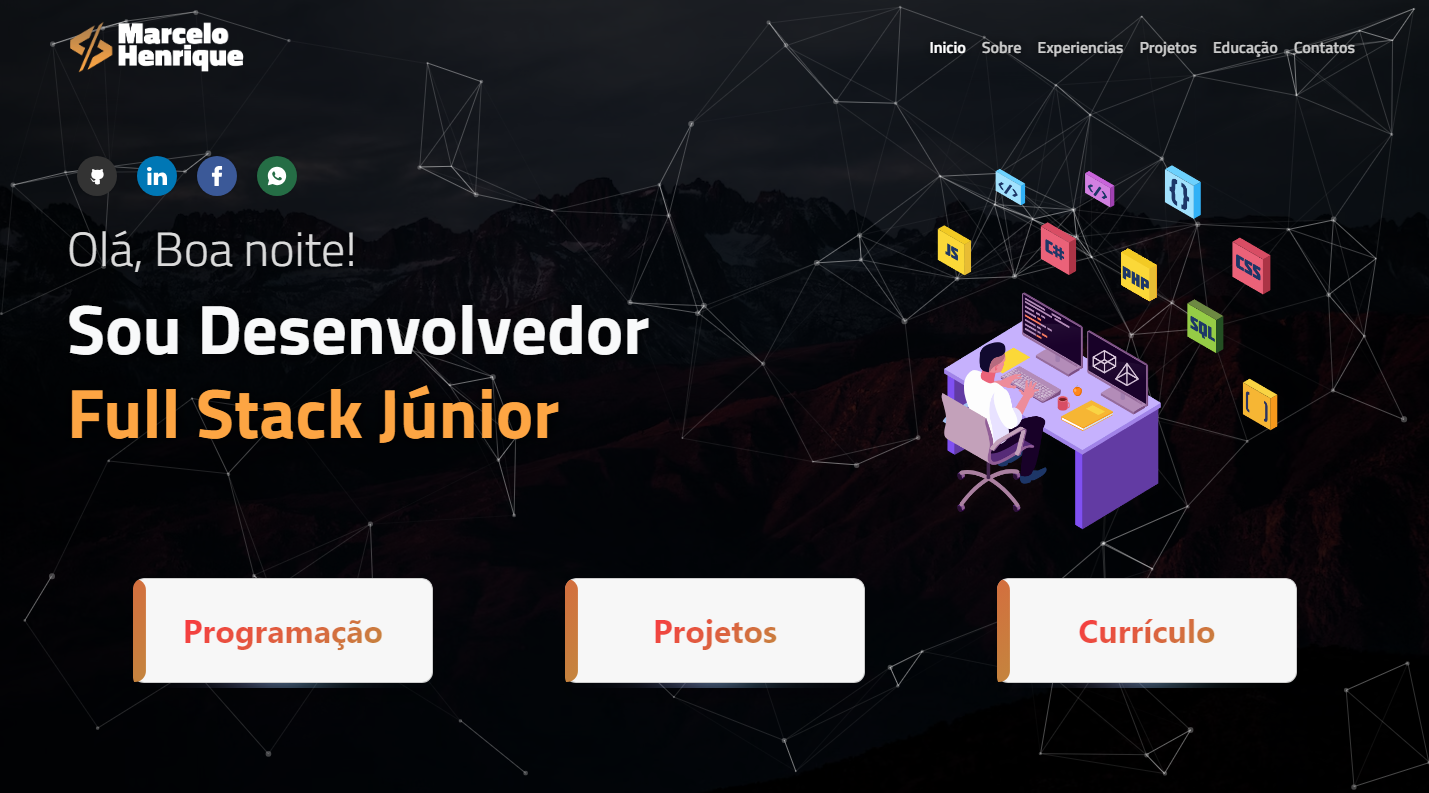 Marcelo
Henrique
Inicio Sobre Experiencias Projetos Educação Contatos
Olá, Boa noite!
Sou Desenvolvedor
Full Stack Júnior
</> </> { }
JS C# PHP CSS
SQL
[ ]
Programação Projetos Currículo